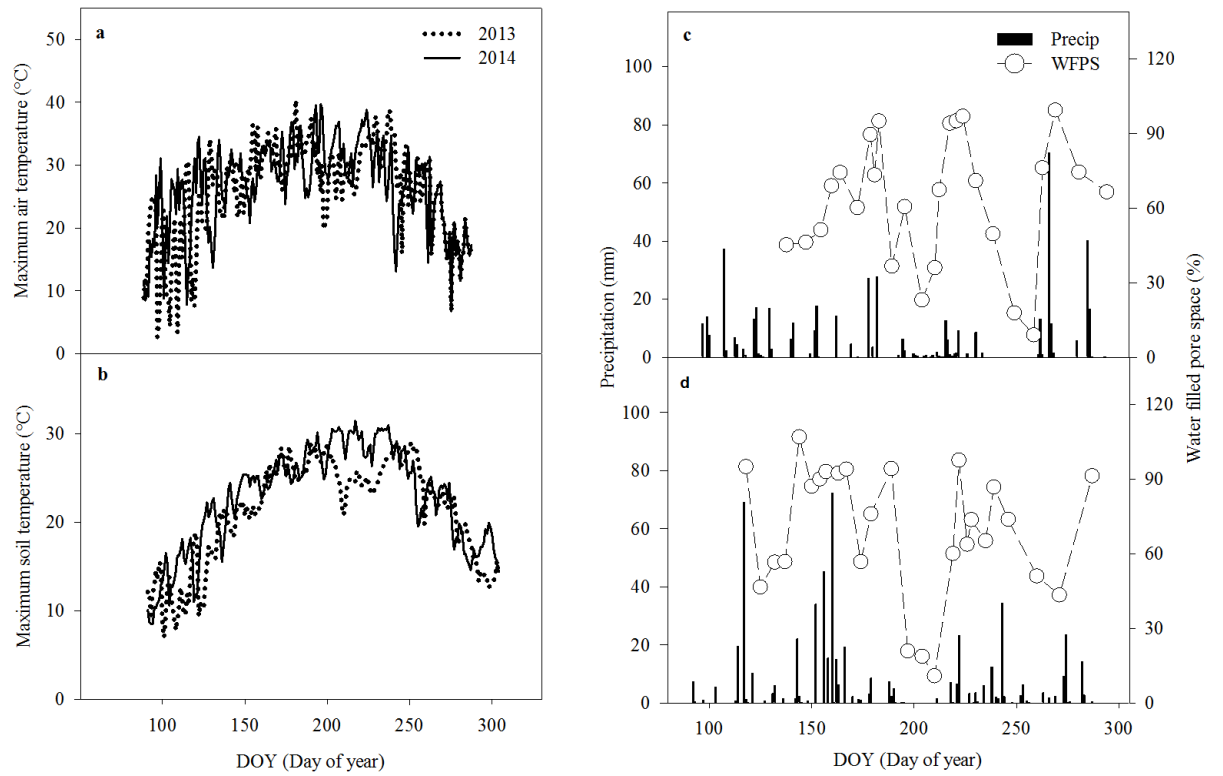 a
2013
2014
50
40
30
20
10
0
Maximum air temperature (°C)
b
30
20
10
0
Maximum soil temperature (°C)
100 150 200 250 300
DOY (Day of year)
c
Precip
WFPS
100
80
60
40
20
0
120
90
60
30
0
Precipitation (mm)
Water filled pore space (%)
d
100
80
60
40
20
0
120
90
60
30
0
100 150 200 250 300
DOY (Day of year)